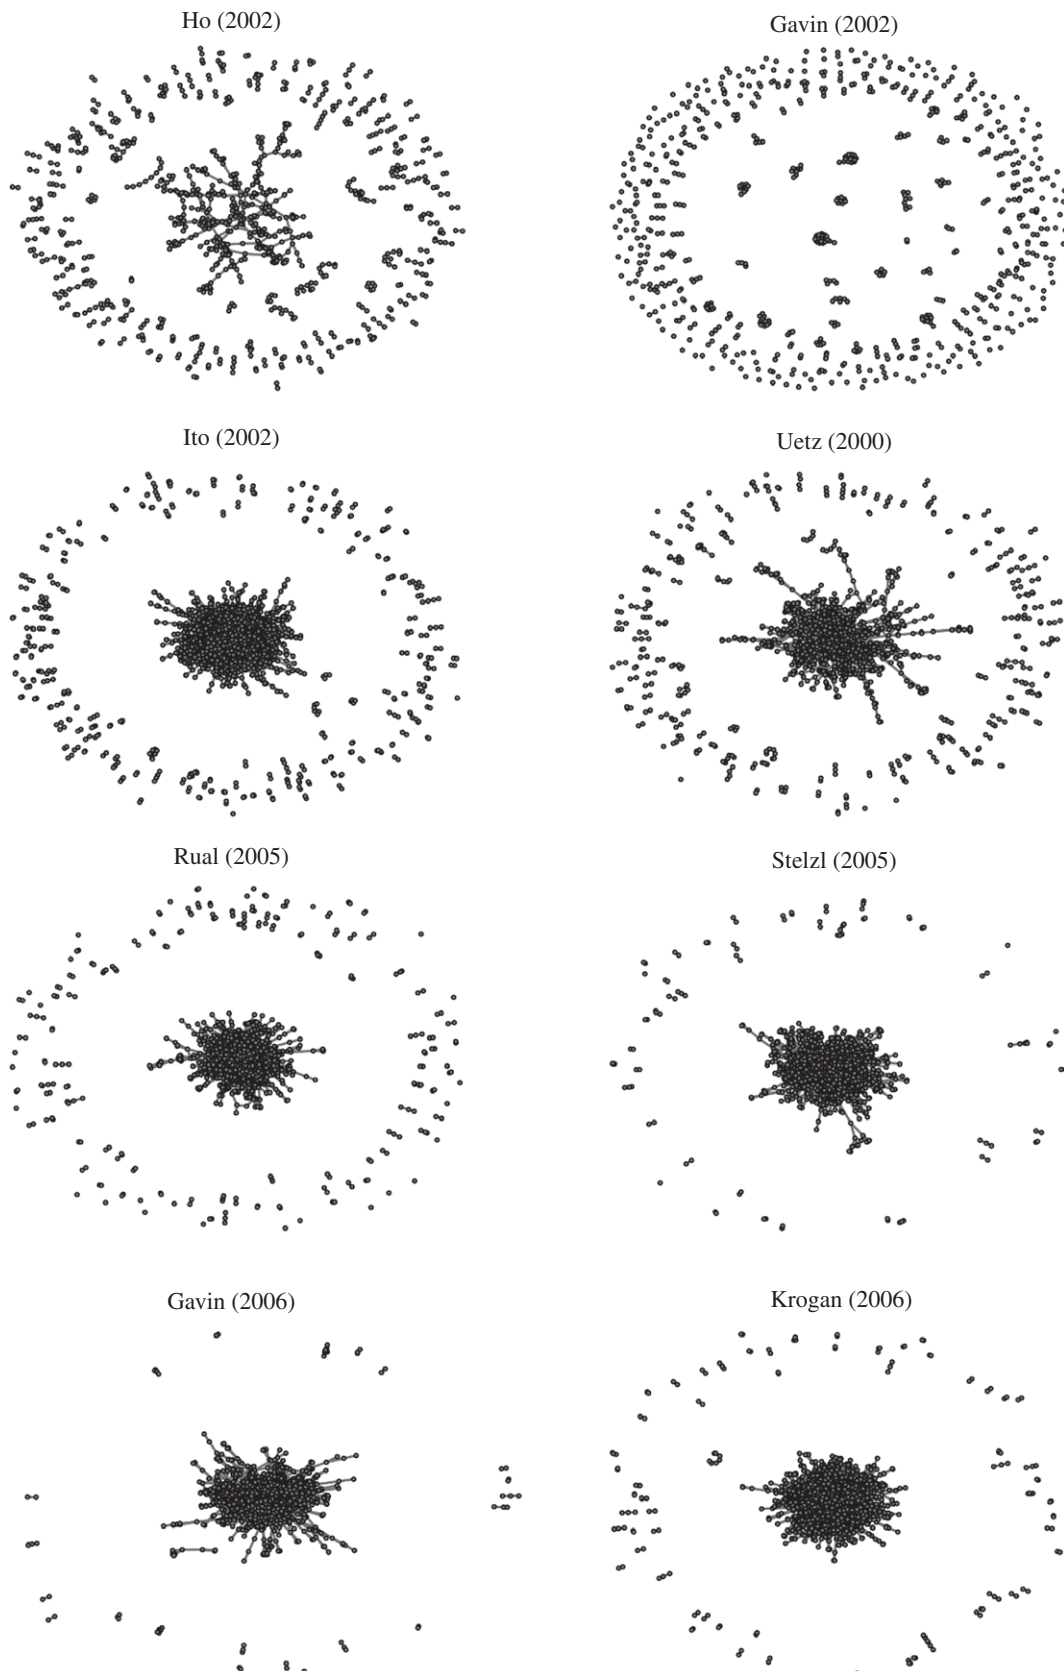 Ho (2002)
Gavin (2002)
Ito (2002)
Uetz (2000)
Rual (2005)
Stelzl (2005)
Gavin (2006)
Krogan (2006)